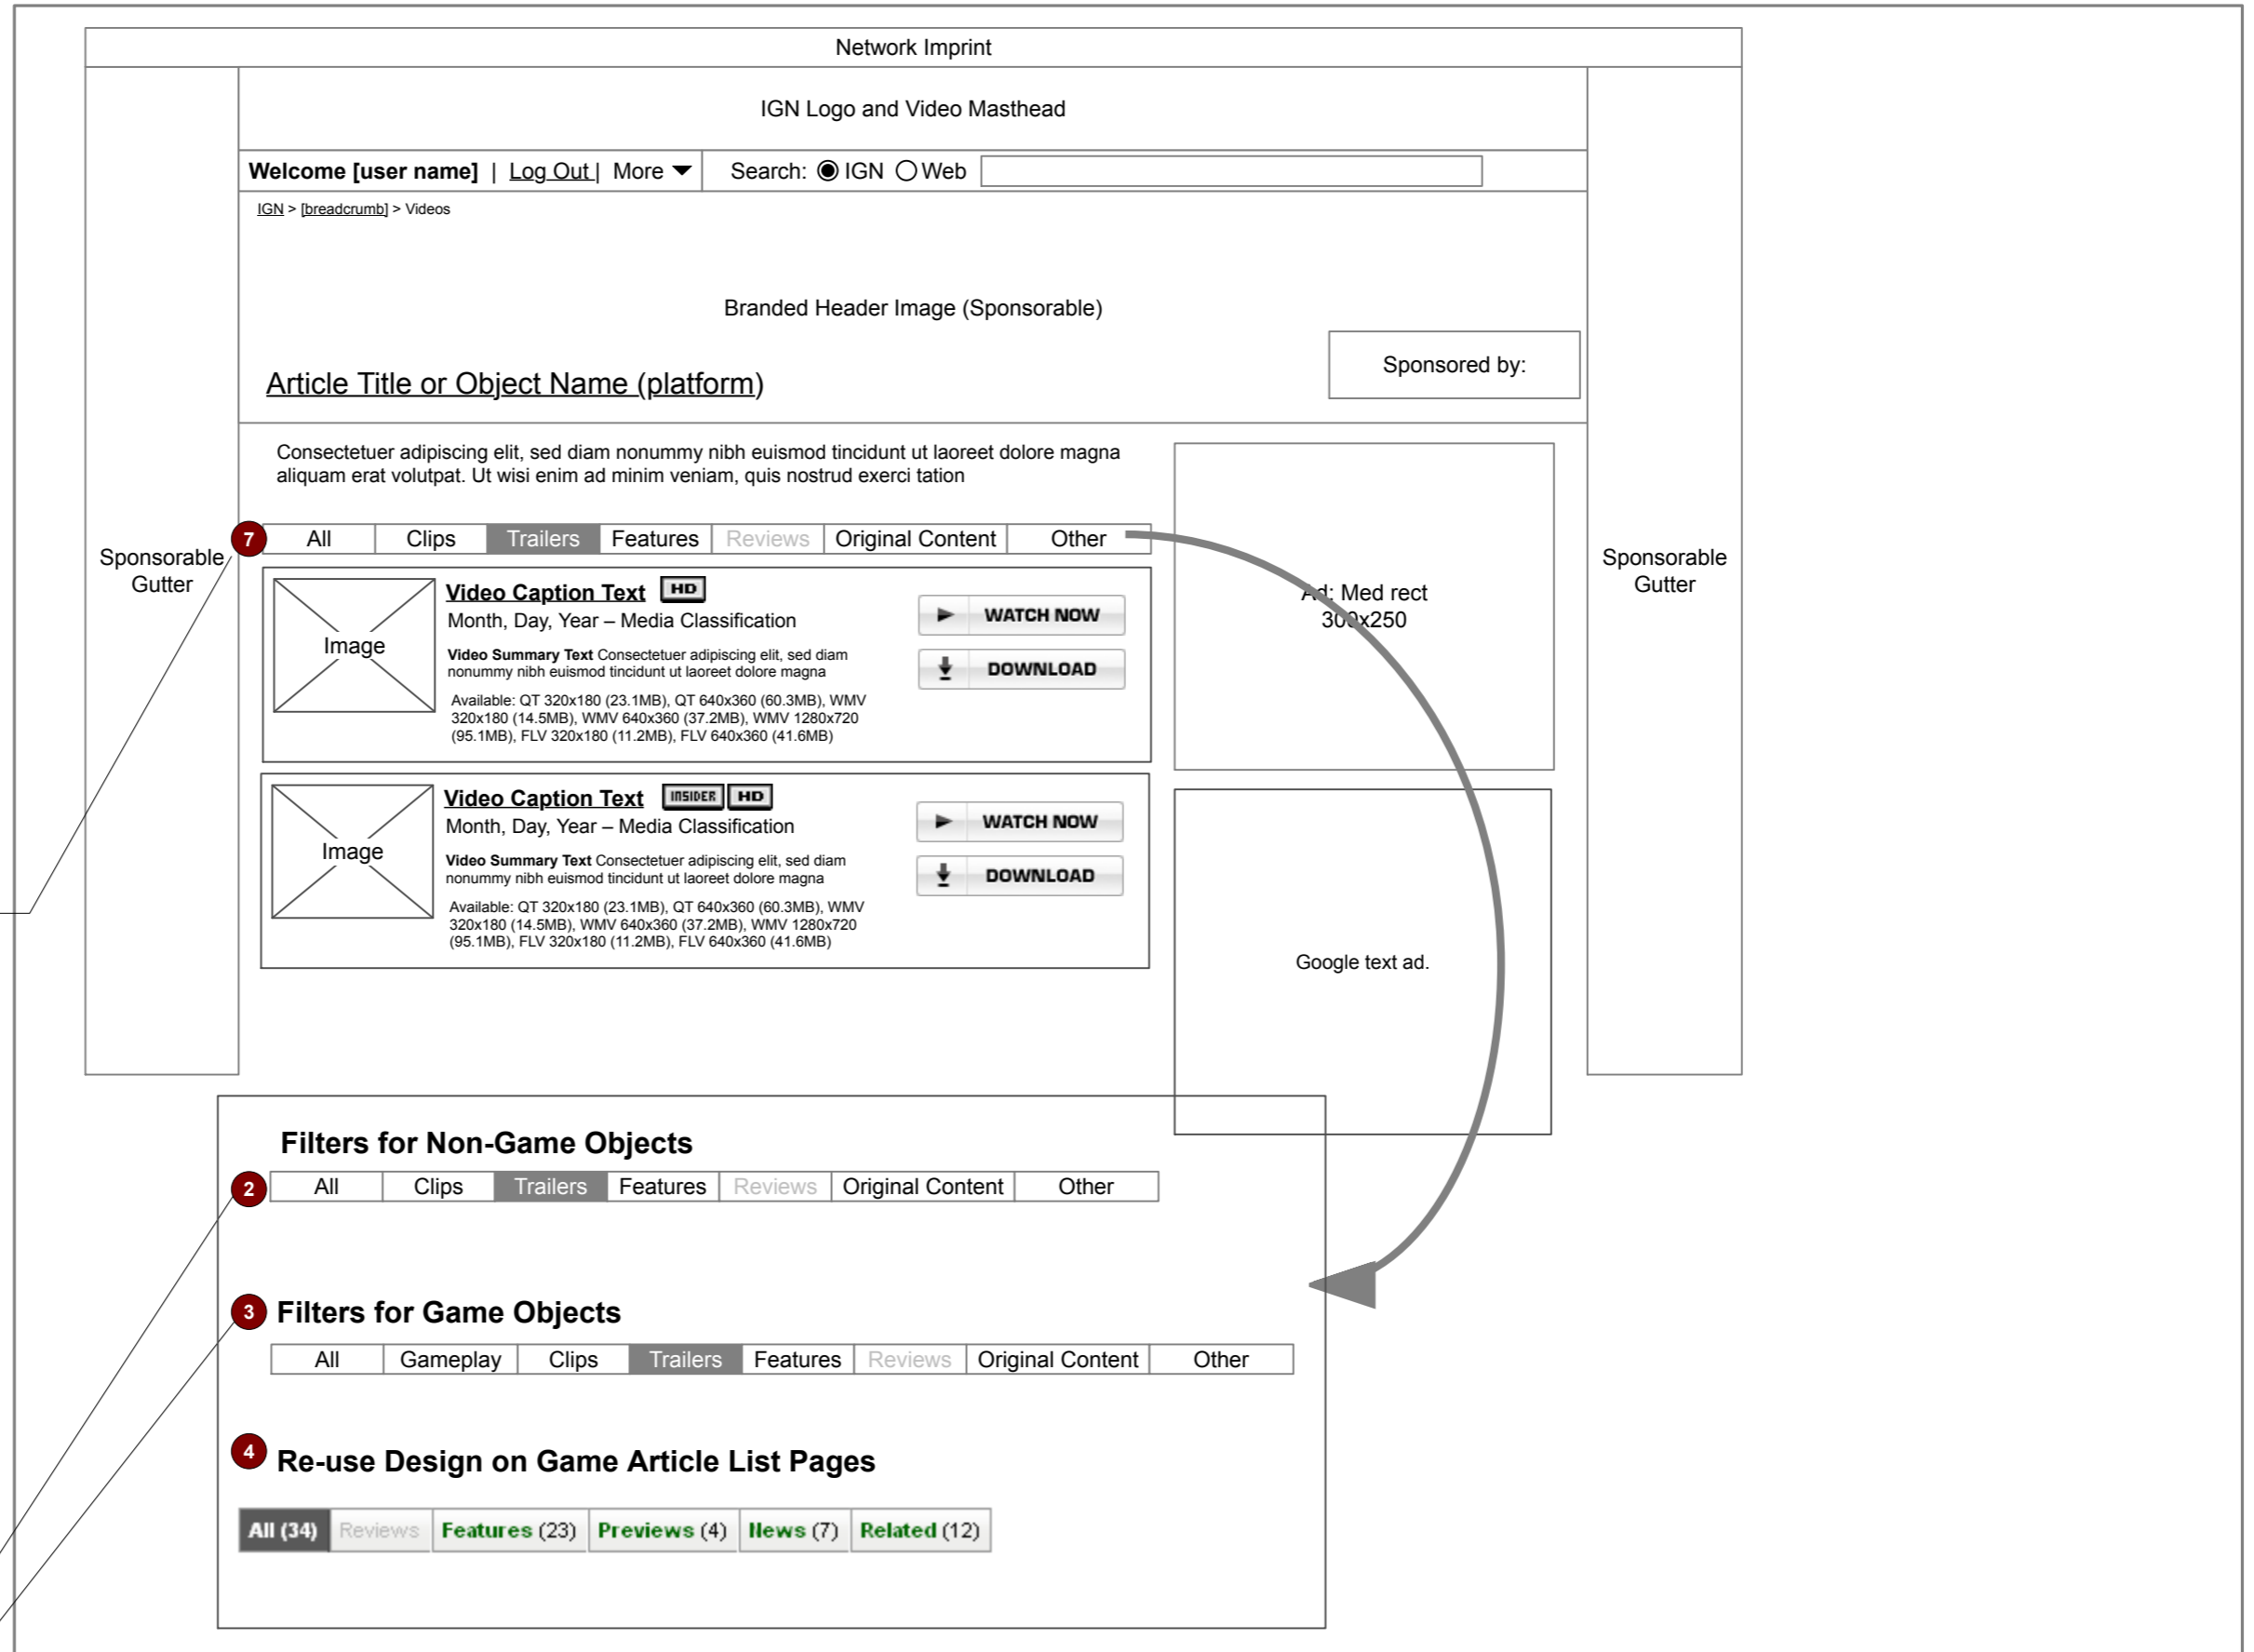 Network Imprint
IGN Logo and Video Masthead
Welcome [user name] | Log Out | More Search: IGN Web
IGN > [breadcrumb] > Videos
Branded Header Image (Sponsorable)
Sponsored by:
Article Title or Object Name (platform)
Consectetuer adipiscing elit, sed diam nonummy nibh euismod tincidunt ut laoreet dolore magna
aliquam erat volutpat. Ut wisi enim ad minim veniam, quis nostrud exerci tation
7 All Clips Trailers Features Reviews Original Content Other
Sponsorable
Gutter
Image
Video Caption Text HD
Month, Day, Year – Media Classification
Video Summary Text Consectetuer adipiscing elit, sed diam
nonummy nibh euismod tincidunt ut laoreet dolore magna
Available: QT 320x180 (23.1MB), QT 640x360 (60.3MB), WMV
320x180 (14.5MB), WMV 640x360 (37.2MB), WMV 1280x720
(95.1MB), FLV 320x180 (11.2MB), FLV 640x360 (41.6MB)
WATCH NOW
DOWNLOAD
Ad: Med rect
300x250
Sponsorable
Gutter
Image
Video Caption Text INSIDER HD
Month, Day, Year – Media Classification
Video Summary Text Consectetuer adipiscing elit, sed diam
nonummy nibh euismod tincidunt ut laoreet dolore magna
Available: QT 320x180 (23.1MB), QT 640x360 (60.3MB), WMV
320x180 (14.5MB), WMV 640x360 (37.2MB), WMV 1280x720
(95.1MB), FLV 320x180 (11.2MB), FLV 640x360 (41.6MB)
WATCH NOW
DOWNLOAD
Google text ad.
Filters for Non-Game Objects
2 All Clips Trailers Features Reviews Original Content Other
3 Filters for Game Objects
All Gameplay Clips Trailers Features Reviews Original Content Other
4 Re-use Design on Game Article List Pages
All (34) Reviews Features (23) Previews (4) News (7) Related (12)